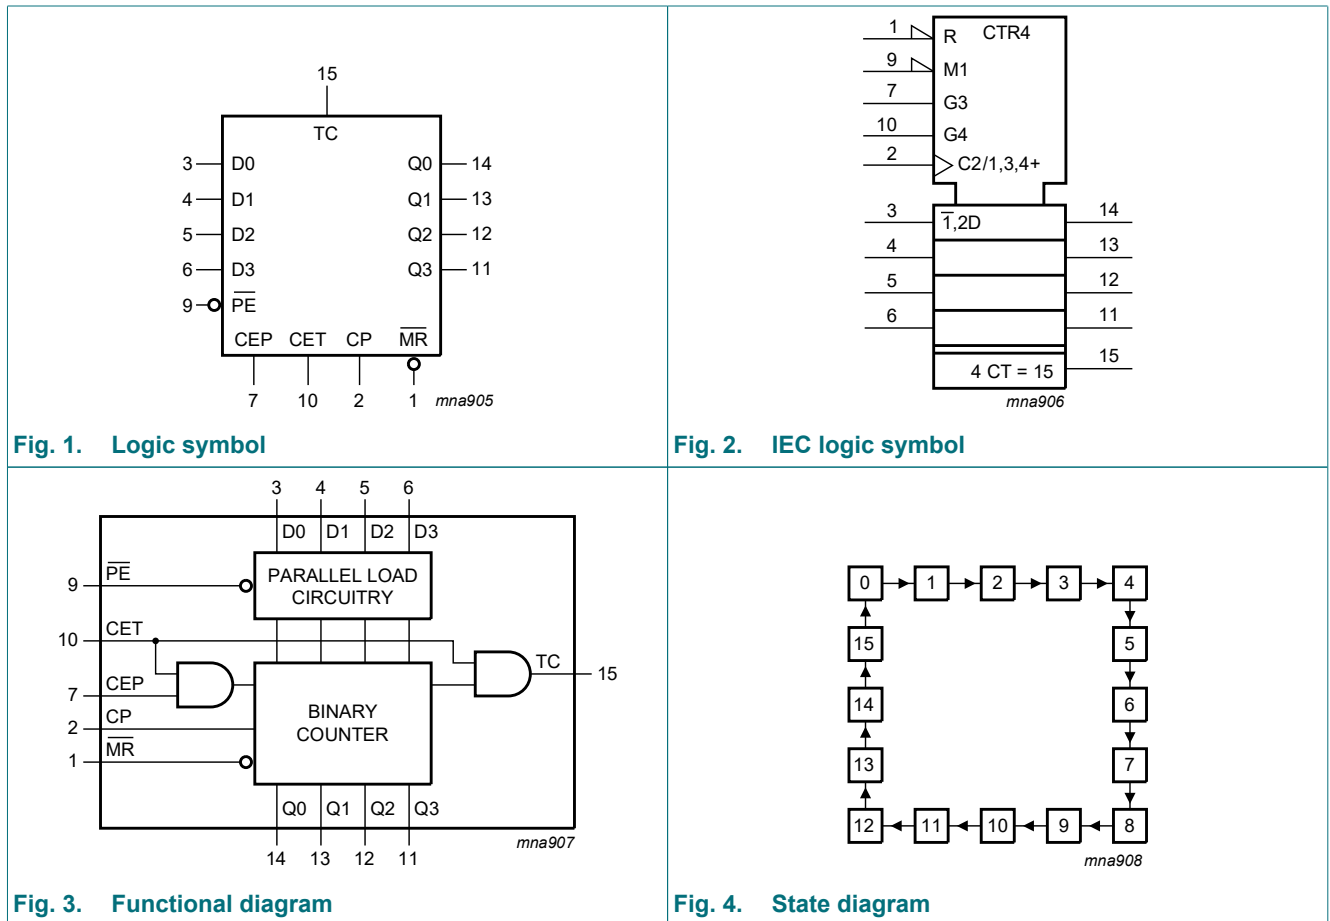 15
TC
3 D0 Q0 14
4 D1 Q1 13
5 D2 Q2 12
6 D3 Q3 11
9 P̅E̅
CEP CET CP M̅R̅
7 10 2 1 mna905
Fig. 1. Logic symbol
1 R CTR4
9 M1
7 G3
10 G4
2 C2/1,3,4+
3 1̅,2D 14
4 13
5 12
6 11
4 CT = 15 15
mna906
Fig. 2. IEC logic symbol
3 4 5 6
D0 D1 D2 D3
9 P̅E̅
PARALLEL LOAD
CIRCUITRY
10 CET
TC 15
7 CEP
2 CP
BINARY
COUNTER
1 M̅R̅
Q0 Q1 Q2 Q3
14 13 12 11
mna907
Fig. 3. Functional diagram
0 1 2 3 4
15 5
14 6
13 7
12 11 10 9 8
mna908
Fig. 4. State diagram